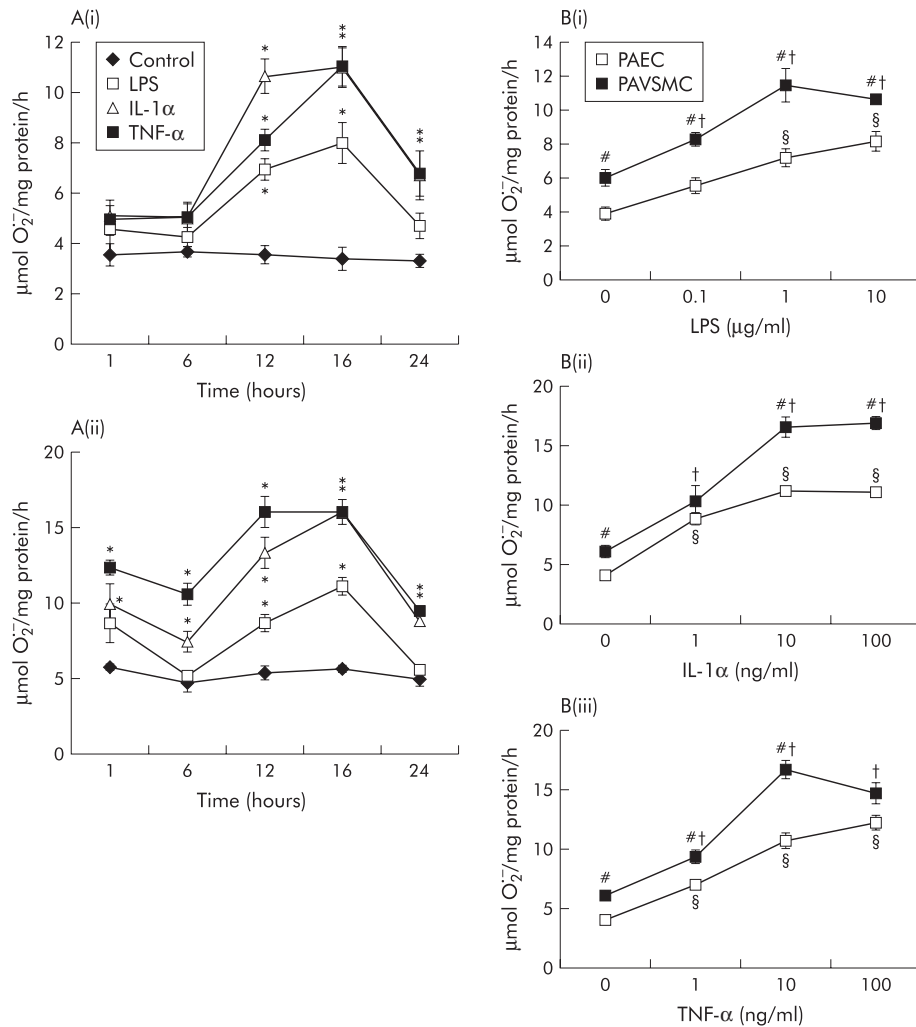 A(i)
12
10
8
6
4
2
0
μmol O₂˙⁻/mg protein/h
Control
LPS
IL-1α
TNF-α
*
*
*
*
*
*
*
*
*
1 6 12 16 24
Time (hours)
A(ii)
20
15
10
5
0
μmol O₂˙⁻/mg protein/h
*
*
*
*
*
*
*
*
*
*
*
*
1 6 12 16 24
Time (hours)
B(i)
14
12
10
8
6
4
2
0
μmol O₂˙⁻/mg protein/h
PAEC
PAVSMC
#
#†
#†
#†
§
§
0 0.1 1 10
LPS (μg/ml)
B(ii)
20
15
10
5
0
μmol O₂˙⁻/mg protein/h
#
†
#†
#†
§
§
§
0 1 10 100
IL-1α (ng/ml)
B(iii)
20
15
10
5
0
μmol O₂˙⁻/mg protein/h
#
#†
#†
†
§
§
§
0 1 10 100
TNF-α (ng/ml)